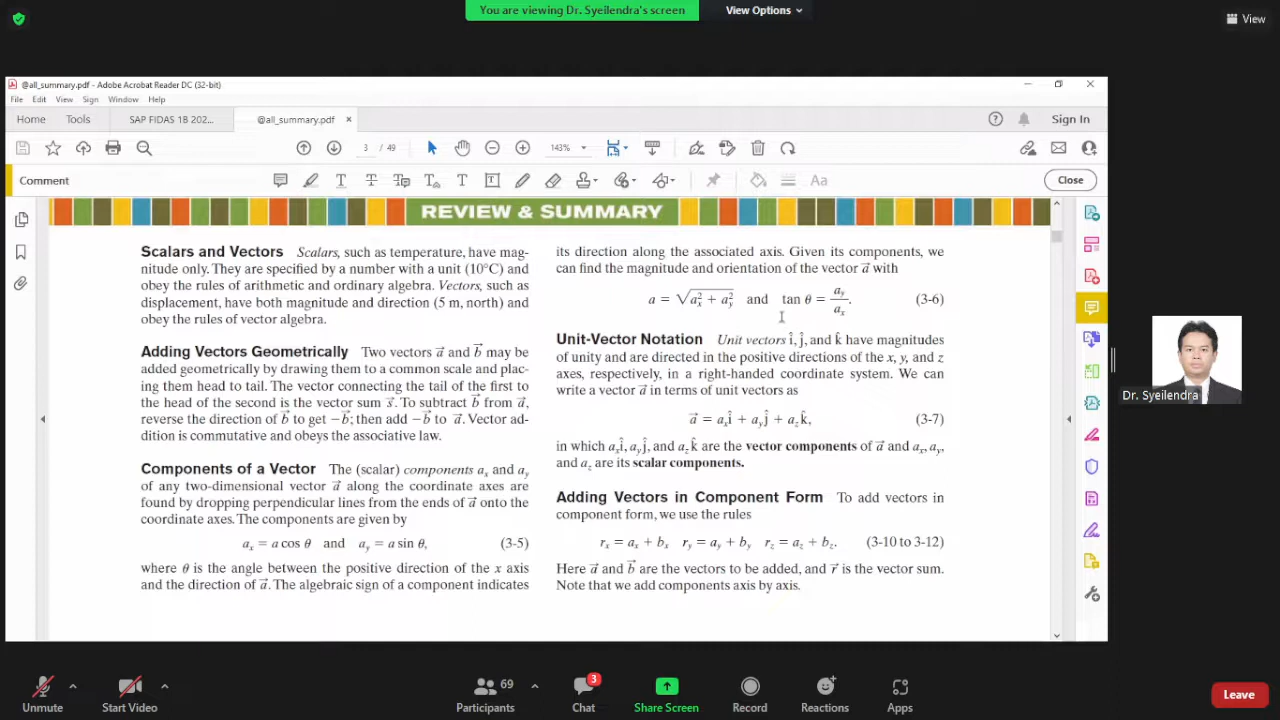 You are viewing Dr. Syeilendra's screen
View Options
View
@all_summary.pdf - Adobe Acrobat Reader DC (32-bit)
File Edit View Sign Window Help
Home Tools SAP FIDAS 1B 202... @all_summary.pdf × Sign In
3 / 49 143%
Comment Close
REVIEW & SUMMARY
Scalars and Vectors Scalars, such as temperature, have mag-
nitude only. They are specified by a number with a unit (10°C) and
obey the rules of arithmetic and ordinary algebra. Vectors, such as
displacement, have both magnitude and direction (5 m, north) and
obey the rules of vector algebra.
Adding Vectors Geometrically Two vectors a⃗ and b⃗ may be
added geometrically by drawing them to a common scale and plac-
ing them head to tail. The vector connecting the tail of the first to
the head of the second is the vector sum s⃗. To subtract b⃗ from a⃗,
reverse the direction of b⃗ to get −b⃗; then add −b⃗ to a⃗. Vector ad-
dition is commutative and obeys the associative law.
Components of a Vector The (scalar) components aₓ and a_y
of any two-dimensional vector a⃗ along the coordinate axes are
found by dropping perpendicular lines from the ends of a⃗ onto the
coordinate axes. The components are given by
aₓ = a cos θ and a_y = a sin θ, (3-5)
where θ is the angle between the positive direction of the x axis
and the direction of a⃗. The algebraic sign of a component indicates
its direction along the associated axis. Given its components, we
can find the magnitude and orientation of the vector a⃗ with
a = √(aₓ² + a_y²) and tan θ = a_y/aₓ. (3-6)
Unit-Vector Notation Unit vectors î, ĵ, and k̂ have magnitudes
of unity and are directed in the positive directions of the x, y, and z
axes, respectively, in a right-handed coordinate system. We can
write a vector a⃗ in terms of unit vectors as
a⃗ = aₓî + a_yĵ + a_zk̂, (3-7)
in which aₓî, a_yĵ, and a_zk̂ are the vector components of a⃗ and aₓ, a_y,
and a_z are its scalar components.
Adding Vectors in Component Form To add vectors in
component form, we use the rules
rₓ = aₓ + bₓ r_y = a_y + b_y r_z = a_z + b_z. (3-10 to 3-12)
Here a⃗ and b⃗ are the vectors to be added, and r⃗ is the vector sum.
Note that we add components axis by axis.
Dr. Syeilendra
Unmute
Start Video
69
Participants
3
Chat
Share Screen
Record
Reactions
Apps
Leave